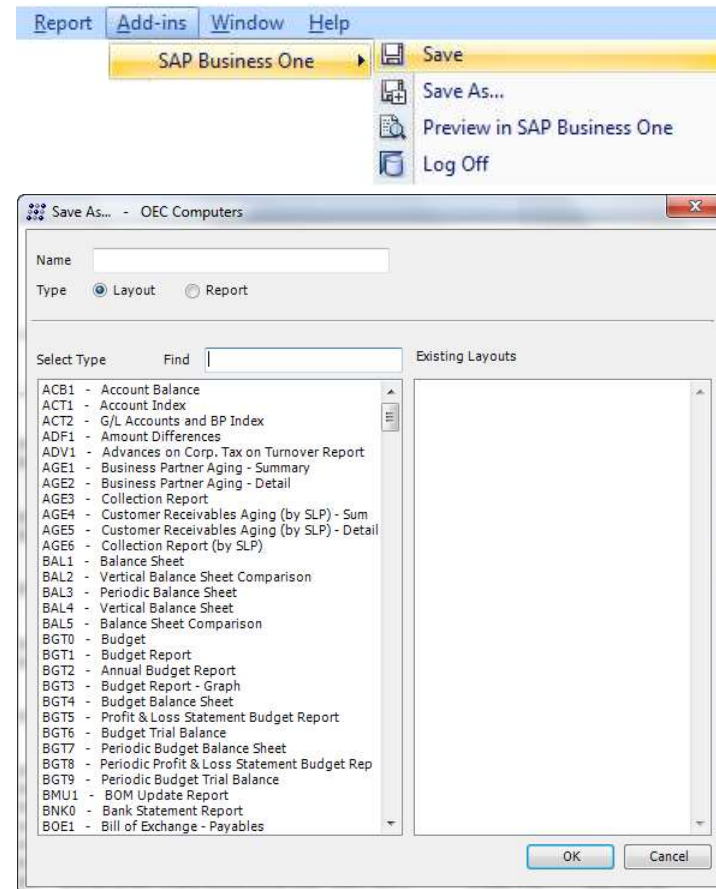 Report Add-ins Window Help
SAP Business One
Save
Save As...
Preview in SAP Business One
Log Off
Save As... - OEC Computers
Name
Type Layout Report
Select Type Find Existing Layouts
ACB1 - Account Balance
ACT1 - Account Index
ACT2 - G/L Accounts and BP Index
ADF1 - Amount Differences
ADV1 - Advances on Corp. Tax on Turnover Report
AGE1 - Business Partner Aging - Summary
AGE2 - Business Partner Aging - Detail
AGE3 - Collection Report
AGE4 - Customer Receivables Aging (by SLP) - Sum
AGE5 - Customer Receivables Aging (by SLP) - Detail
AGE6 - Collection Report (by SLP)
BAL1 - Balance Sheet
BAL2 - Vertical Balance Sheet Comparison
BAL3 - Periodic Balance Sheet
BAL4 - Vertical Balance Sheet
BAL5 - Balance Sheet Comparison
BGT0 - Budget
BGT1 - Budget Report
BGT2 - Annual Budget Report
BGT3 - Budget Report - Graph
BGT4 - Budget Balance Sheet
BGT5 - Profit & Loss Statement Budget Report
BGT6 - Budget Trial Balance
BGT7 - Periodic Budget Balance Sheet
BGT8 - Periodic Profit & Loss Statement Budget Rep
BGT9 - Periodic Budget Trial Balance
BMU1 - BOM Update Report
BNK0 - Bank Statement Report
BOE1 - Bill of Exchange - Payables
OK Cancel